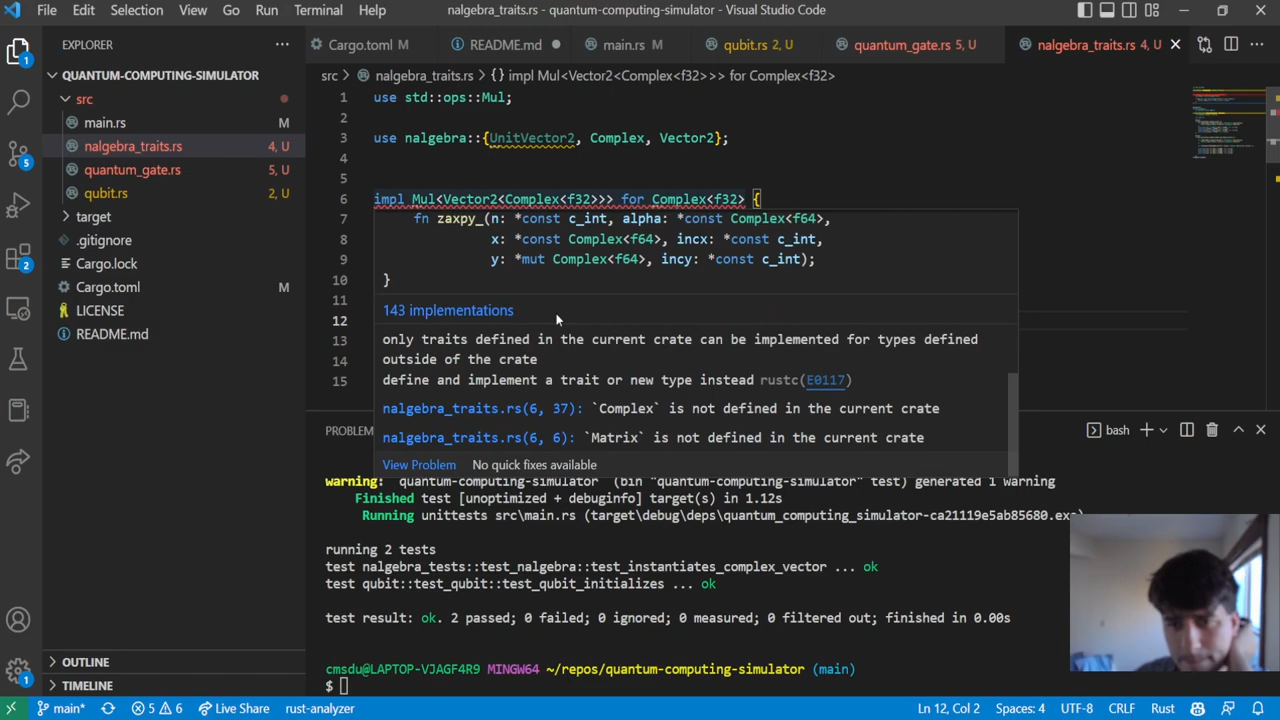 File Edit Selection View Go Run Terminal Help
nalgebra_traits.rs - quantum-computing-simulator - Visual Studio Code
EXPLORER
Cargo.toml M
README.md
main.rs M
qubit.rs 2, U
quantum_gate.rs 5, U
nalgebra_traits.rs 4, U
QUANTUM-COMPUTING-SIMULATOR
src
main.rs M
nalgebra_traits.rs 4, U
quantum_gate.rs 5, U
qubit.rs 2, U
target
.gitignore
Cargo.lock
Cargo.toml M
LICENSE
README.md
OUTLINE
TIMELINE
1
5
2
1
src > nalgebra_traits.rs > {} impl Mul<Vector2<Complex<f32>>> for Complex<f32>
1 use std::ops::Mul;
2
3 use nalgebra::{UnitVector2, Complex, Vector2};
4
5
6 impl Mul<Vector2<Complex<f32>>> for Complex<f32> {
7 fn zaxpy_(n: *const c_int, alpha: *const Complex<f64>,
8 x: *const Complex<f64>, incx: *const c_int,
9 y: *mut Complex<f64>, incy: *const c_int);
10 }
11 143 implementations
12
13 only traits defined in the current crate can be implemented for types defined
14 outside of the crate
15 define and implement a trait or new type instead rustc(E0117)
nalgebra_traits.rs(6, 37): `Complex` is not defined in the current crate
nalgebra_traits.rs(6, 6): `Matrix` is not defined in the current crate
View Problem No quick fixes available
PROBLEM
bash
warning: `quantum-computing-simulator` (bin "quantum-computing-simulator" test) generated 1 warning
Finished test [unoptimized + debuginfo] target(s) in 1.12s
Running unittests src\main.rs (target\debug\deps\quantum_computing_simulator-ca21119e5ab85680.exe)
running 2 tests
test nalgebra_tests::test_nalgebra::test_instantiates_complex_vector ... ok
test qubit::test_qubit::test_qubit_initializes ... ok
test result: ok. 2 passed; 0 failed; 0 ignored; 0 measured; 0 filtered out; finished in 0.00s
cmsdu@LAPTOP-VJAGF4R9 MINGW64 ~/repos/quantum-computing-simulator (main)
$
main* 5 6 Live Share rust-analyzer
Ln 12, Col 2 Spaces: 4 UTF-8 CRLF Rust